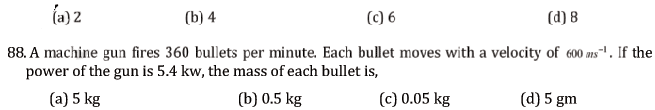 (a) 2 (b) 4 (c) 6 (d) 8
88. A machine gun fires 360 bullets per minute. Each bullet moves with a velocity of 600 ms⁻¹. If the
power of the gun is 5.4 kw, the mass of each bullet is,
(a) 5 kg (b) 0.5 kg (c) 0.05 kg (d) 5 gm